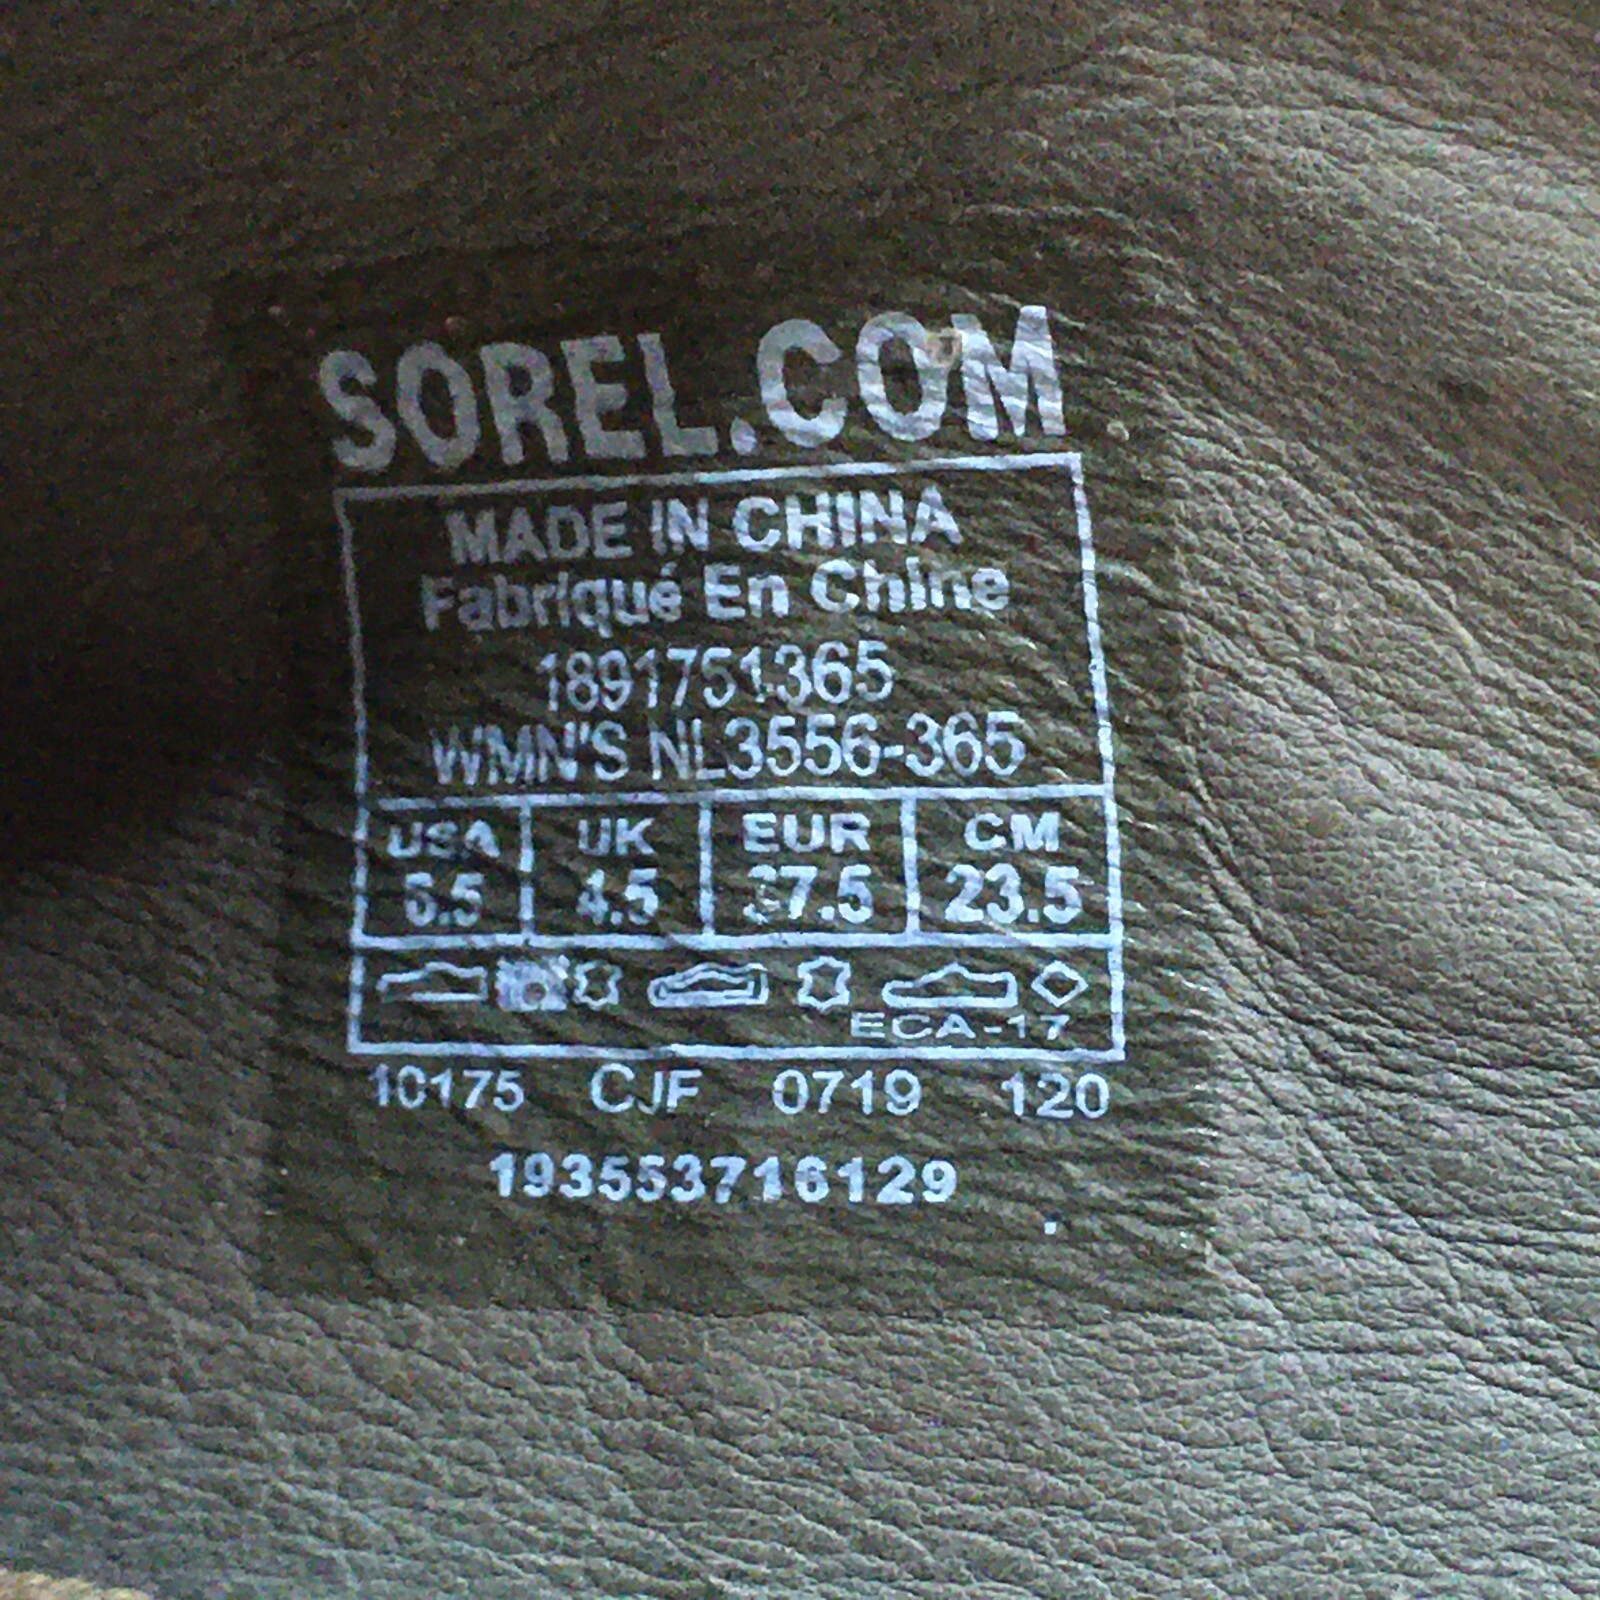 SOREL.COM
MADE IN CHINA
Fabriqué En Chine
1891751365
WMN'S NL3556-365
USA UK EUR CM
6.5 4.5 37.5 23.5
ECA-17
10175 CJF 0719 120
193553716129